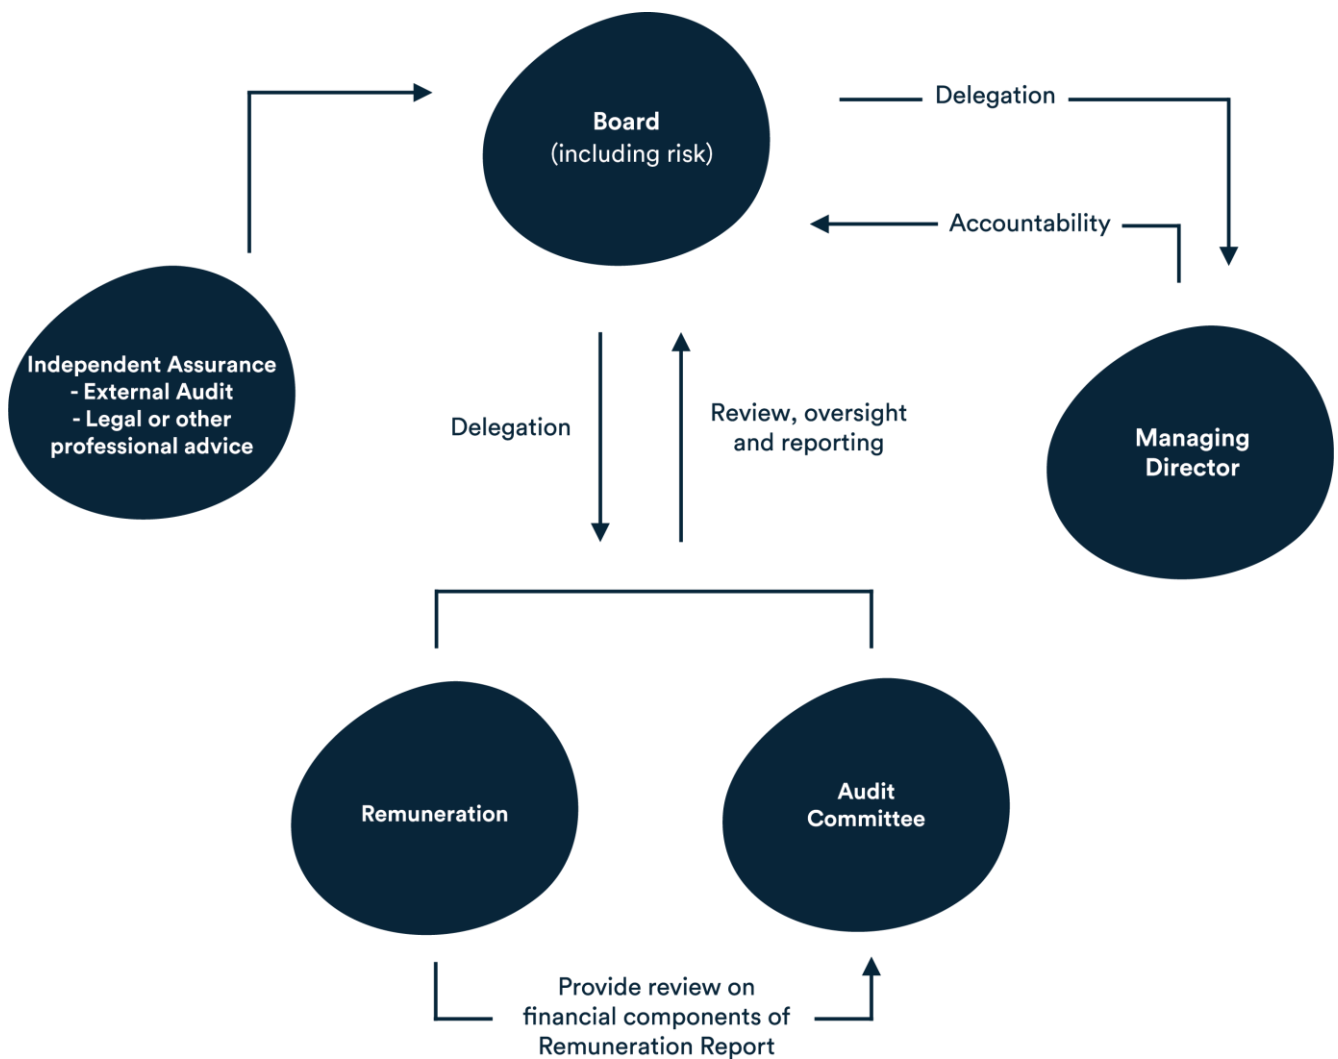 Board
(including risk)
Delegation
Accountability
Independent Assurance
- External Audit
- Legal or other
professional advice
Delegation
Review, oversight
and reporting
Managing
Director
Remuneration
Audit
Committee
Provide review on
financial components of
Remuneration Report